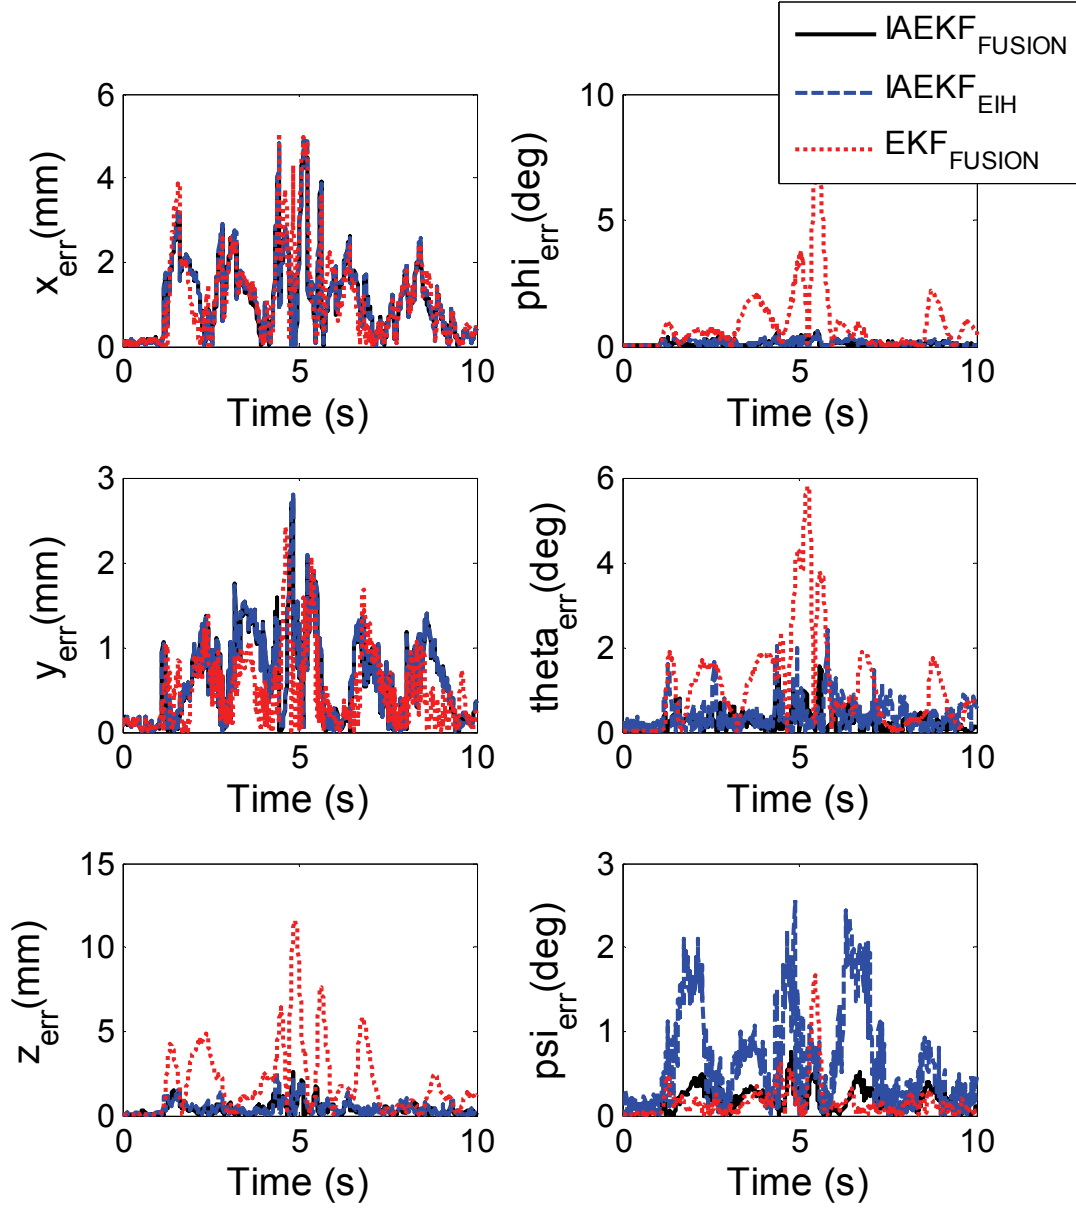 IAEKF_FUSION
IAEKF_EIH
EKF_FUSION
6
4
2
0
x_err(mm)
0 5 10
Time (s)
10
5
0
phi_err(deg)
0 5 10
Time (s)
3
2
1
0
y_err(mm)
0 5 10
Time (s)
6
4
2
0
theta_err(deg)
0 5 10
Time (s)
15
10
5
0
z_err(mm)
0 5 10
Time (s)
3
2
1
0
psi_err(deg)
0 5 10
Time (s)